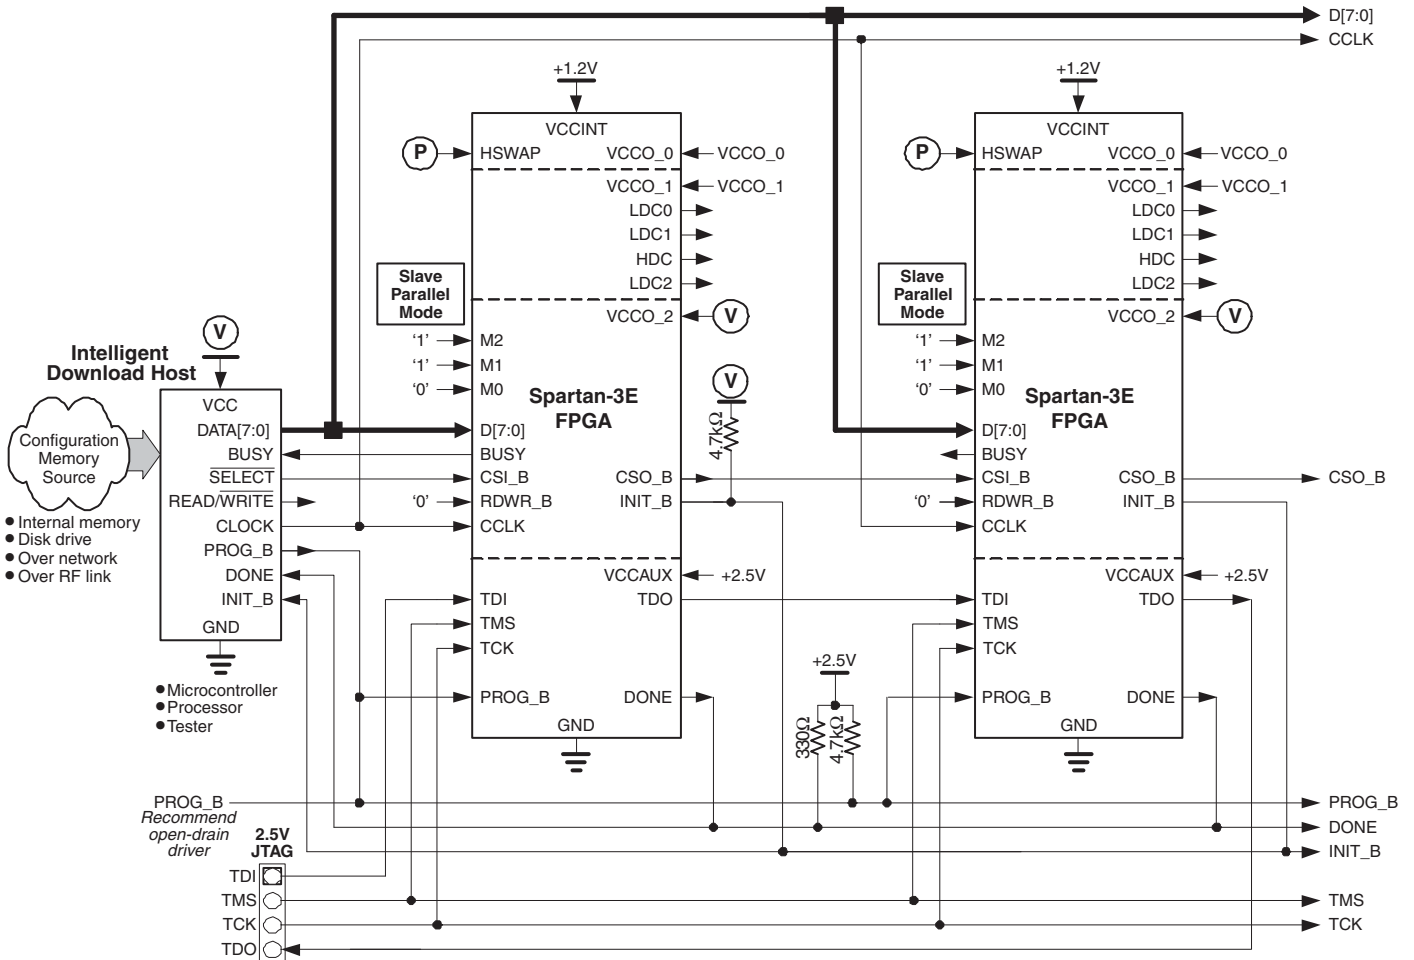 D[7:0]
CCLK
+1.2V
+1.2V
VCCINT
P
HSWAP
VCCO_0
VCCO_0
VCCO_1
VCCO_1
LDC0
LDC1
HDC
LDC2
Slave
Parallel
Mode
VCCO_2
V
'1'
M2
'1'
M1
'0'
M0
Spartan-3E
FPGA
V
4.7kΩ
D[7:0]
BUSY
CSI_B
CSO_B
'0'
RDWR_B
INIT_B
CCLK
VCCAUX
+2.5V
TDI
TDO
TMS
TCK
PROG_B
DONE
GND
VCCINT
P
HSWAP
VCCO_0
VCCO_0
VCCO_1
VCCO_1
LDC0
LDC1
HDC
LDC2
Slave
Parallel
Mode
VCCO_2
V
'1'
M2
'1'
M1
'0'
M0
Spartan-3E
FPGA
D[7:0]
BUSY
CSI_B
CSO_B
CSO_B
'0'
RDWR_B
INIT_B
CCLK
VCCAUX
+2.5V
TDI
TDO
TMS
TCK
PROG_B
DONE
GND
+2.5V
330Ω
4.7kΩ
V
Intelligent
Download Host
VCC
DATA[7:0]
BUSY
SELECT
READ/WRITE
CLOCK
PROG_B
DONE
INIT_B
GND
Configuration
Memory
Source
● Internal memory
● Disk drive
● Over network
● Over RF link
● Microcontroller
● Processor
● Tester
PROG_B
Recommend
open-drain
driver
2.5V
JTAG
TDI
TMS
TCK
TDO
PROG_B
DONE
INIT_B
TMS
TCK